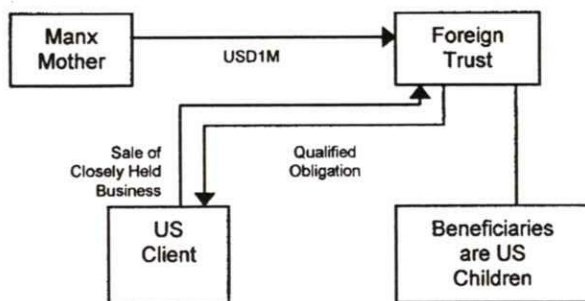 Manx
Mother
USD1M
Foreign
Trust
Sale of
Closely Held
Business
Qualified
Obligation
US
Client
Beneficiaries
are US
Children